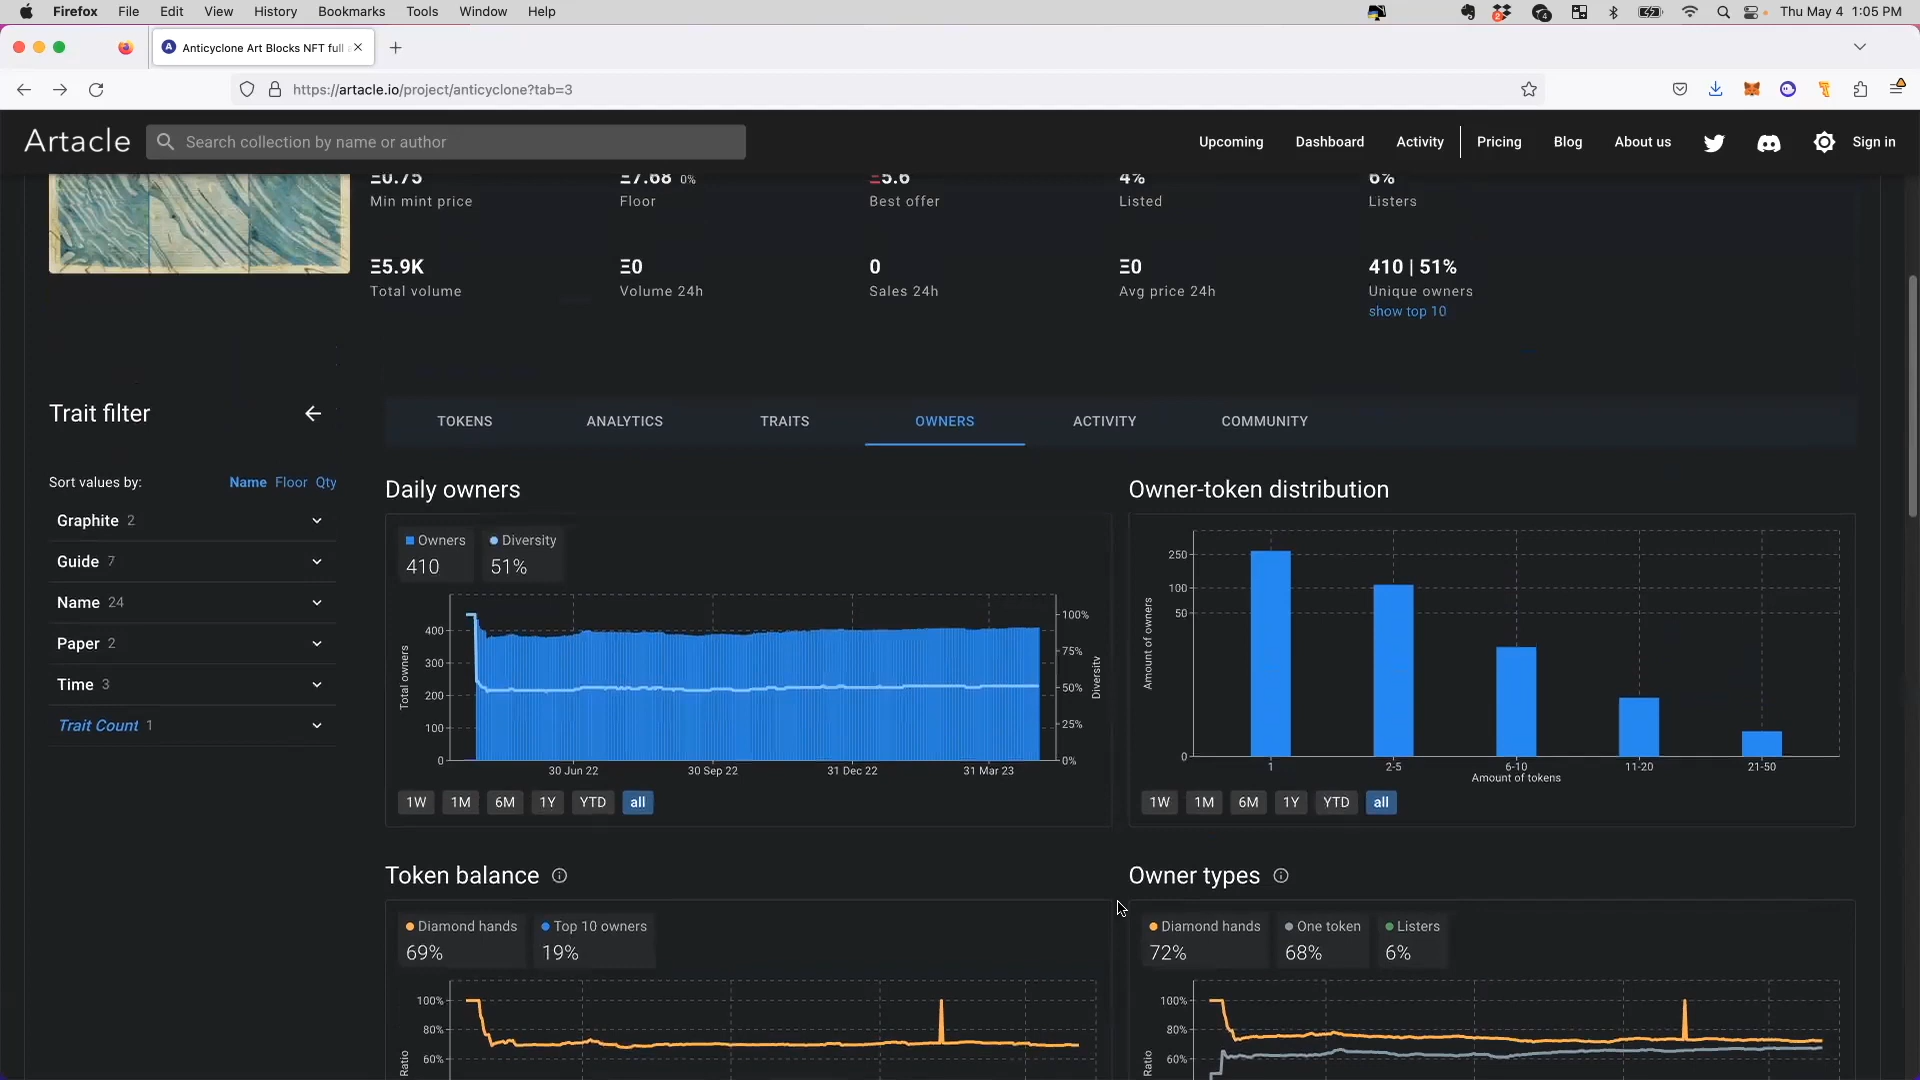 Firefox File Edit View History Bookmarks Tools Window Help Thu May 4 1:05 PM
Anticyclone Art Blocks NFT full
https://artacle.io/project/anticyclone?tab=3
Artacle Search collection by name or author Upcoming Dashboard Activity Pricing Blog About us Sign in
Ξ0.75 Ξ7.68 0% Ξ5.6 4% 6%
Min mint price Floor Best offer Listed Listers
Ξ5.9K Ξ0 0 Ξ0 410 | 51%
Total volume Volume 24h Sales 24h Avg price 24h Unique owners
show top 10
Trait filter
TOKENS ANALYTICS TRAITS OWNERS ACTIVITY COMMUNITY
Sort values by: Name Floor Qty
Graphite 2
Guide 7
Name 24
Paper 2
Time 3
Trait Count 1
Daily owners
Owners Diversity
410 51%
Total owners
400
300
200
100
0
100%
75%
50%
25%
0%
Diversity
30 Jun 22 30 Sep 22 31 Dec 22 31 Mar 23
1W 1M 6M 1Y YTD all
Owner-token distribution
Amount of owners
250
100
50
0
1 2-5 6-10 11-20 21-50
Amount of tokens
1W 1M 6M 1Y YTD all
Token balance
Diamond hands Top 10 owners
69% 19%
100%
80%
60%
Ratio
Owner types
Diamond hands One token Listers
72% 68% 6%
100%
80%
60%
Ratio